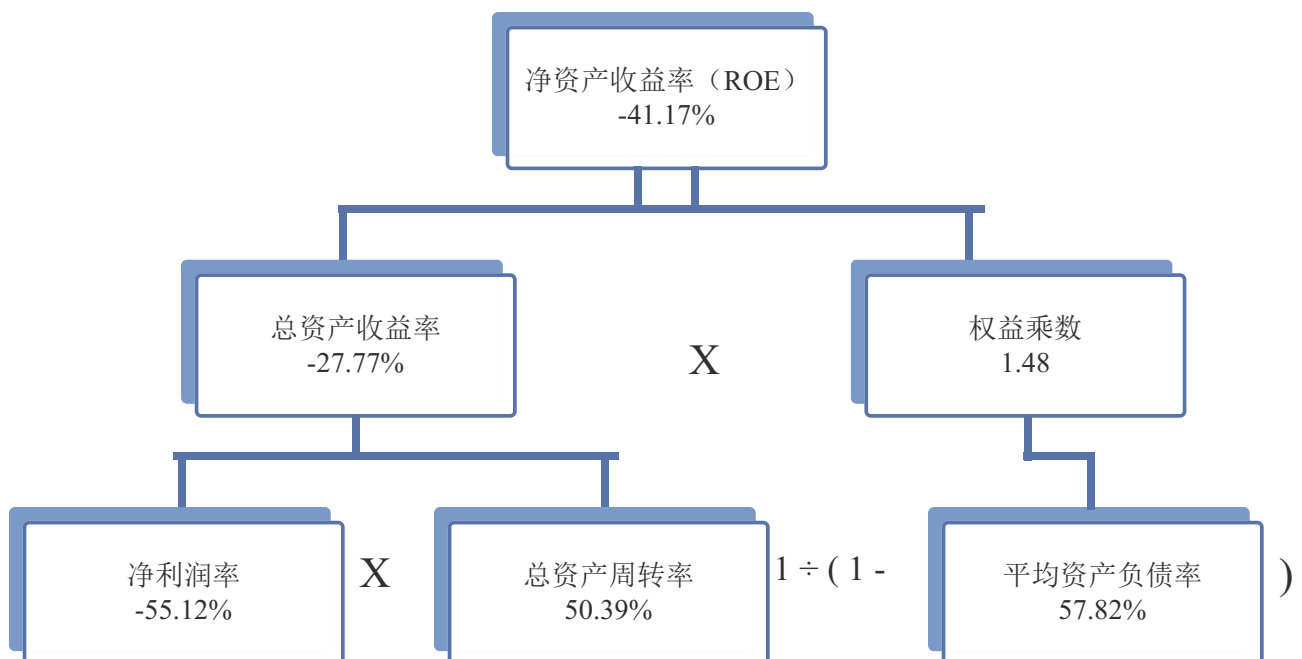 净资产收益率（ROE）
-41.17%
总资产收益率
-27.77%
X
权益乘数
1.48
净利润率
-55.12%
X
总资产周转率
50.39%
1 ÷ ( 1 -
平均资产负债率
57.82%
)